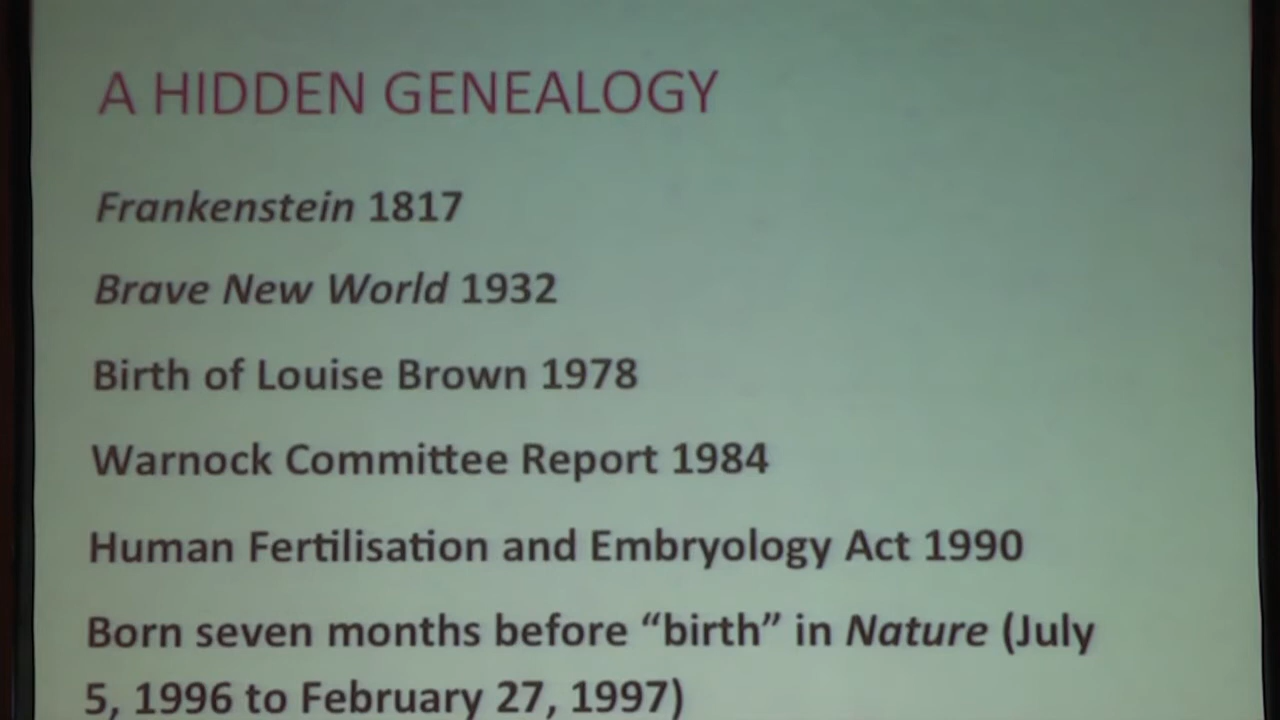 A HIDDEN GENEALOGY
Frankenstein 1817
Brave New World 1932
Birth of Louise Brown 1978
Warnock Committee Report 1984
Human Fertilisation and Embryology Act 1990
Born seven months before “birth” in Nature (July
5, 1996 to February 27, 1997)